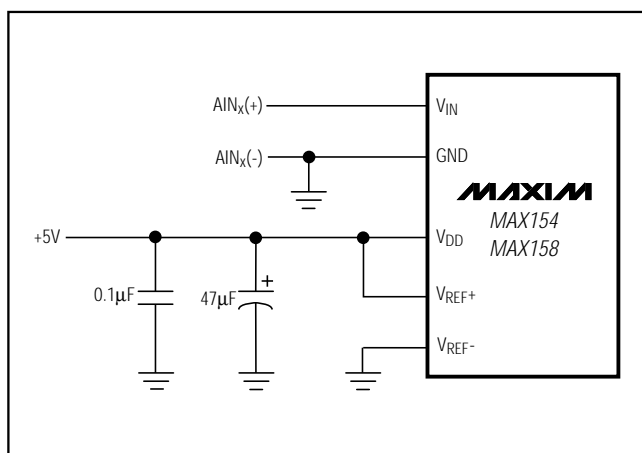 AINx(+)
VIN
AINx(-)
GND
MAXIM
MAX154
MAX158
+5V
VDD
0.1µF
47µF
+
VREF+
VREF-